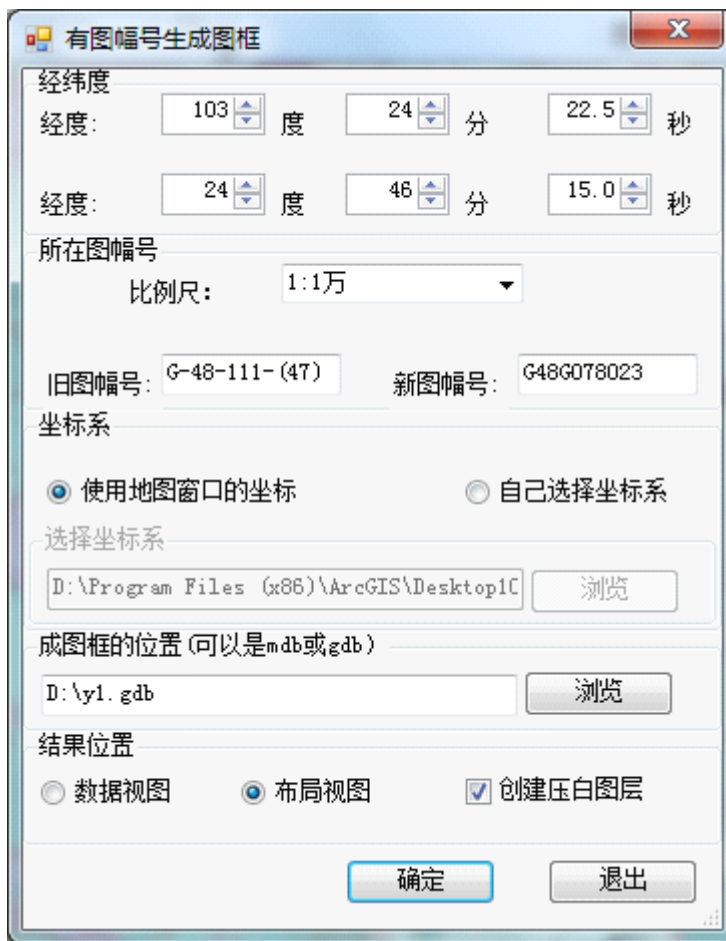 有图幅号生成图框
经纬度
经度: 103 度 24 分 22.5 秒
经度: 24 度 46 分 15.0 秒
所在图幅号
比例尺: 1:1万
旧图幅号: G-48-111-(47) 新图幅号: G48G078023
坐标系
使用地图窗口的坐标 自己选择坐标系
选择坐标系
D:\Program Files (x86)\ArcGIS\Desktop10 浏览
成图框的位置(可以是mdb或gdb)
D:\y1.gdb 浏览
结果位置
数据视图 布局视图 创建压白图层
确定 退出